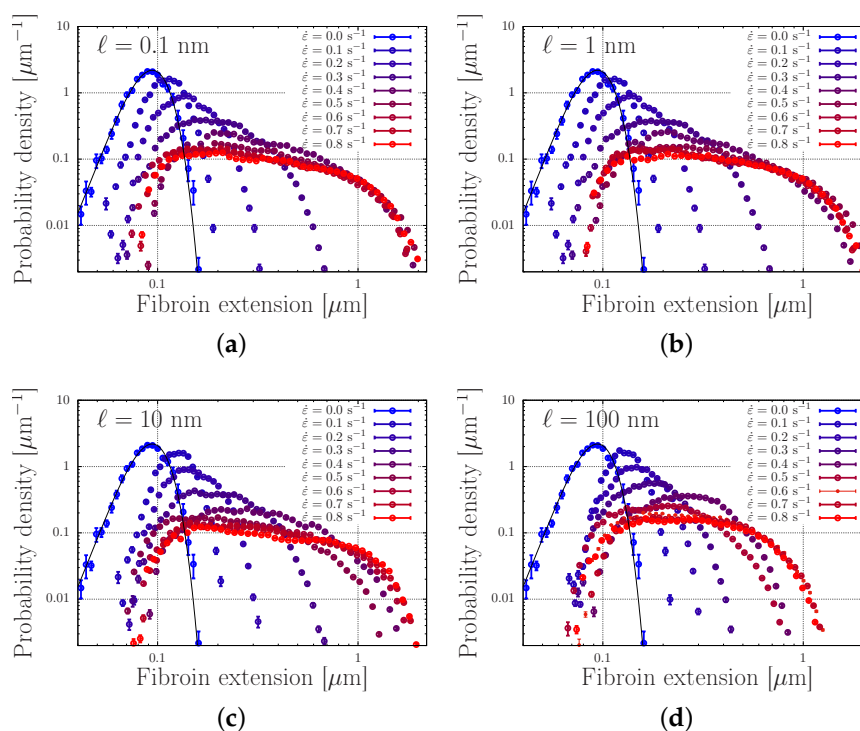 ℓ = 0.1 nm
ε̇ = 0.0 s⁻¹
ε̇ = 0.1 s⁻¹
ε̇ = 0.2 s⁻¹
ε̇ = 0.3 s⁻¹
ε̇ = 0.4 s⁻¹
ε̇ = 0.5 s⁻¹
ε̇ = 0.6 s⁻¹
ε̇ = 0.7 s⁻¹
ε̇ = 0.8 s⁻¹
Probability density [μm⁻¹]
10
1
0.1
0.01
0.1 1
Fibroin extension [μm]
(a)
ℓ = 1 nm
ε̇ = 0.0 s⁻¹
ε̇ = 0.1 s⁻¹
ε̇ = 0.2 s⁻¹
ε̇ = 0.3 s⁻¹
ε̇ = 0.4 s⁻¹
ε̇ = 0.5 s⁻¹
ε̇ = 0.6 s⁻¹
ε̇ = 0.7 s⁻¹
ε̇ = 0.8 s⁻¹
Probability density [μm⁻¹]
10
1
0.1
0.01
0.1 1
Fibroin extension [μm]
(b)
ℓ = 10 nm
ε̇ = 0.0 s⁻¹
ε̇ = 0.1 s⁻¹
ε̇ = 0.2 s⁻¹
ε̇ = 0.3 s⁻¹
ε̇ = 0.4 s⁻¹
ε̇ = 0.5 s⁻¹
ε̇ = 0.6 s⁻¹
ε̇ = 0.7 s⁻¹
ε̇ = 0.8 s⁻¹
Probability density [μm⁻¹]
10
1
0.1
0.01
0.1 1
Fibroin extension [μm]
(c)
ℓ = 100 nm
ε̇ = 0.0 s⁻¹
ε̇ = 0.1 s⁻¹
ε̇ = 0.2 s⁻¹
ε̇ = 0.3 s⁻¹
ε̇ = 0.4 s⁻¹
ε̇ = 0.5 s⁻¹
ε̇ = 0.6 s⁻¹
ε̇ = 0.7 s⁻¹
ε̇ = 0.8 s⁻¹
Probability density [μm⁻¹]
10
1
0.1
0.01
0.1 1
Fibroin extension [μm]
(d)